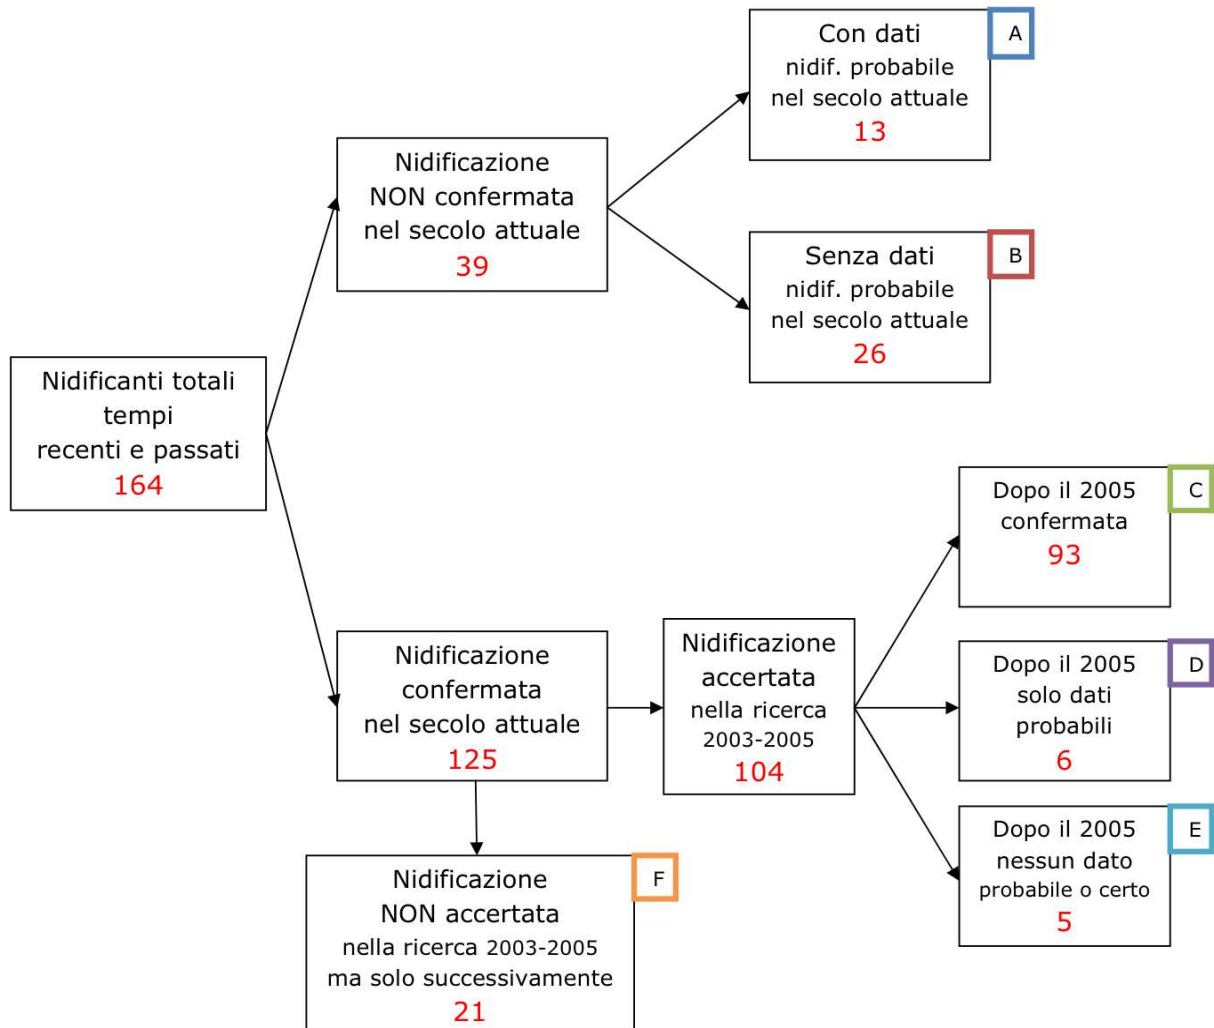 Con dati
nidif. probabile
nel secolo attuale
13
A
Nidificazione
NON confermata
nel secolo attuale
39
Senza dati
nidif. probabile
nel secolo attuale
26
B
Nidificanti totali
tempi
recenti e passati
164
Nidificazione
confermata
nel secolo attuale
125
Nidificazione
accertata
nella ricerca
2003-2005
104
Dopo il 2005
confermata
93
C
Dopo il 2005
solo dati
probabili
6
D
Dopo il 2005
nessun dato
probabile o certo
5
E
Nidificazione
NON accertata
nella ricerca 2003-2005
ma solo successivamente
21
F